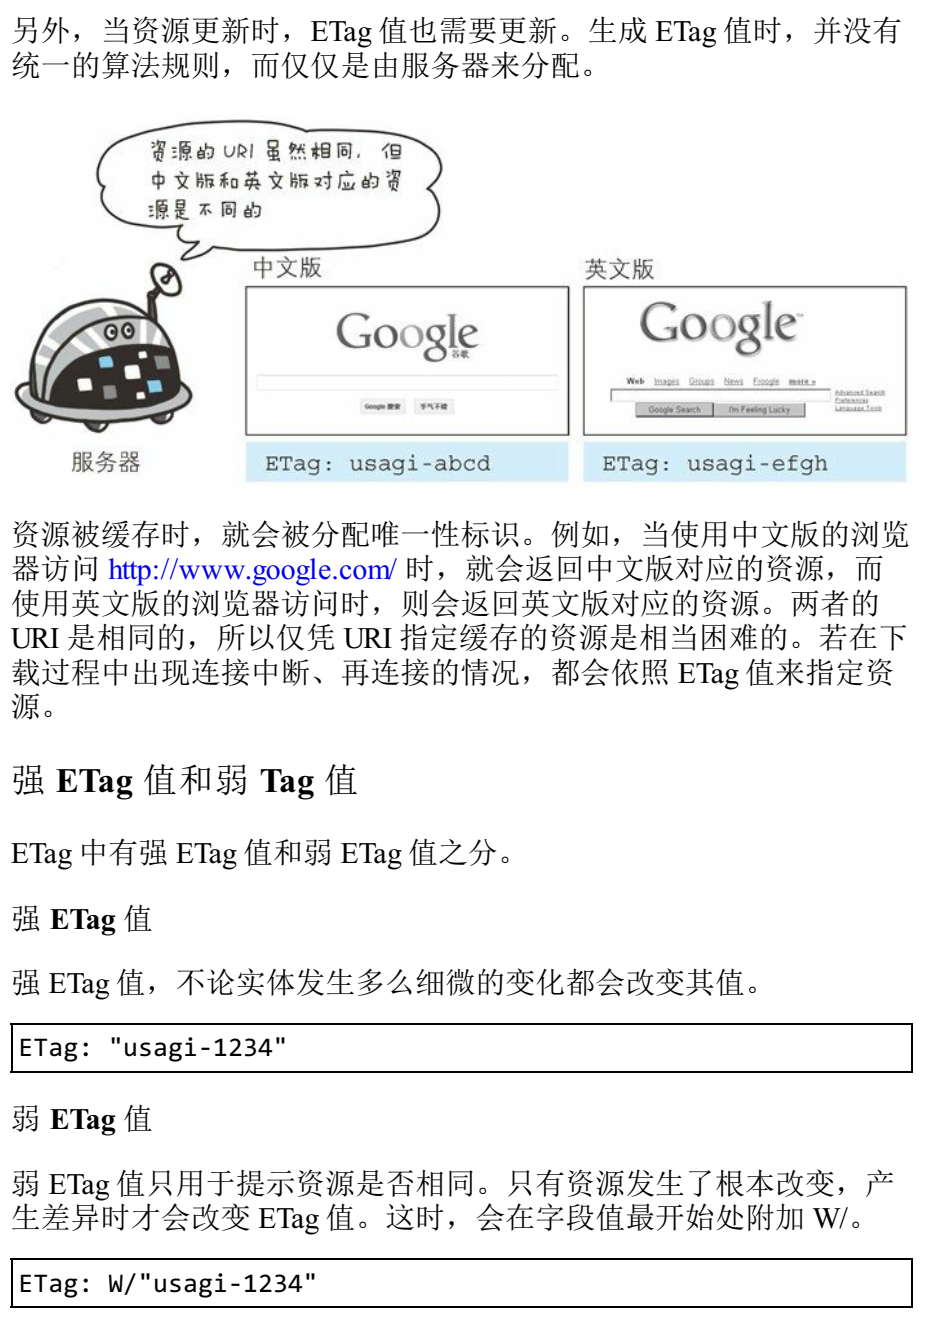 另外，当资源更新时，ETag 值也需要更新。生成 ETag 值时，并没有
统一的算法规则，而仅仅是由服务器来分配。
资源的 URI 虽然相同，但
中文版和英文版对应的资
源是不同的
中文版
英文版
Google
谷歌
Google 搜索 手气不错
Google™
Web Images Groups News Froogle more »
Advanced Search
Preferences
Language Tools
Google Search I'm Feeling Lucky
服务器
ETag: usagi-abcd
ETag: usagi-efgh
资源被缓存时，就会被分配唯一性标识。例如，当使用中文版的浏览
器访问 http://www.google.com/ 时，就会返回中文版对应的资源，而
使用英文版的浏览器访问时，则会返回英文版对应的资源。两者的
URI 是相同的，所以仅凭 URI 指定缓存的资源是相当困难的。若在下
载过程中出现连接中断、再连接的情况，都会依照 ETag 值来指定资
源。
强 ETag 值和弱 Tag 值
ETag 中有强 ETag 值和弱 ETag 值之分。
强 ETag 值
强 ETag 值，不论实体发生多么细微的变化都会改变其值。
ETag: "usagi-1234"
弱 ETag 值
弱 ETag 值只用于提示资源是否相同。只有资源发生了根本改变，产
生差异时才会改变 ETag 值。这时，会在字段值最开始处附加 W/。
ETag: W/"usagi-1234"